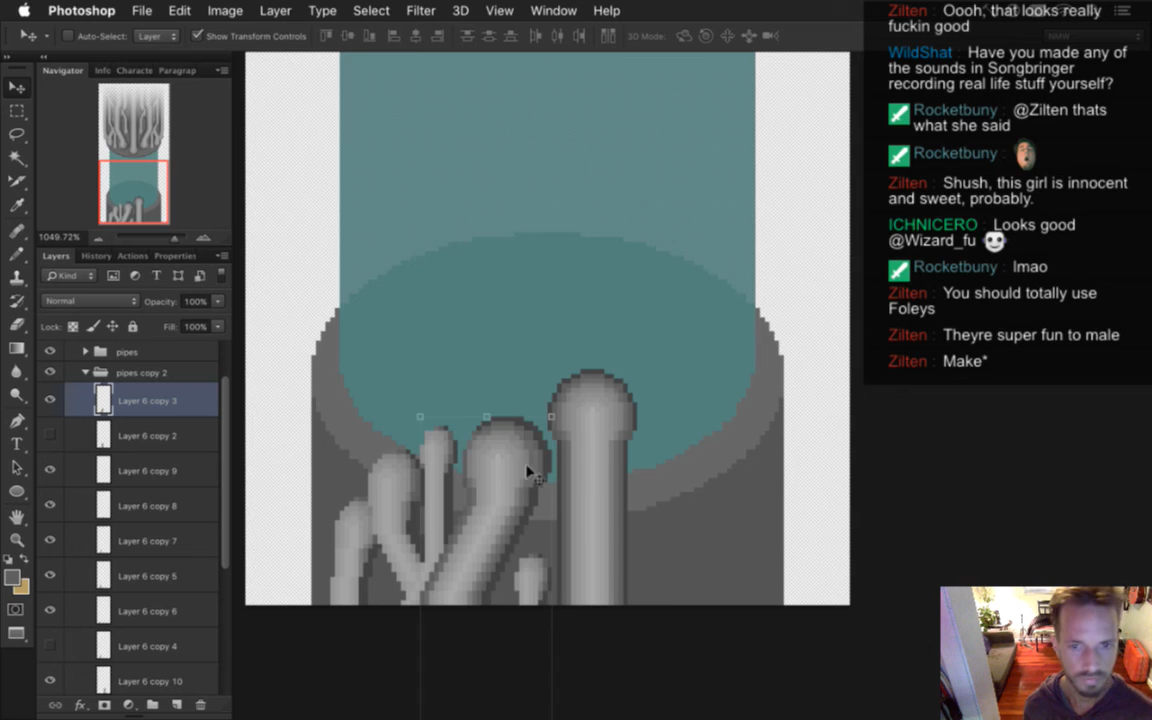 Photoshop File Edit Image Layer Type Select Filter 3D View Window Help
Auto-Select: Layer Show Transform Controls 3D Mode:
Navigator Info Characte Paragrap
1049.72%
Layers History Actions Properties
Kind
Normal Opacity: 100%
Lock: Fill: 100%
pipes
pipes copy 2
Layer 6 copy 3
Layer 6 copy 2
Layer 6 copy 9
Layer 6 copy 8
Layer 6 copy 7
Layer 6 copy 5
Layer 6 copy 6
Layer 6 copy 4
Layer 6 copy 10
Zilten : Oooh, that looks really
fuckin good
WildShat : Have you made any of
the sounds in Songbringer
recording real life stuff yourself?
Rocketbuny : @Zilten thats
what she said
Rocketbuny :
Zilten : Shush, this girl is innocent
and sweet, probably.
ICHNICERO : Looks good
@Wizard_fu
Rocketbuny : lmao
Zilten : You should totally use
Foleys
Zilten : Theyre super fun to male
Zilten : Make*